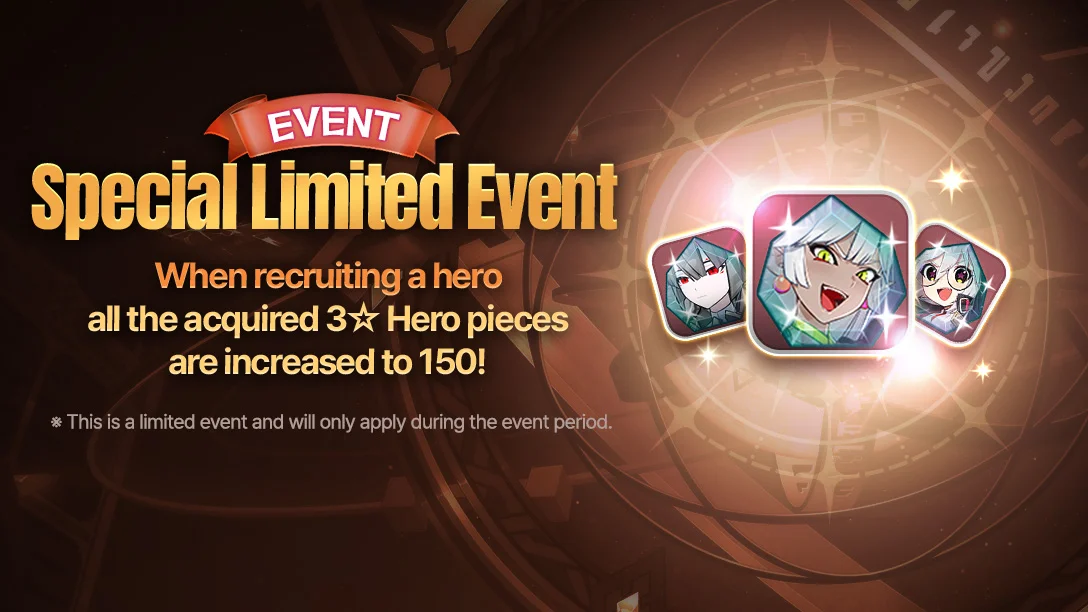 EVENT
Special Limited Event
When recruiting a hero
all the acquired 3☆ Hero pieces
are increased to 150!
※ This is a limited event and will only apply during the event period.